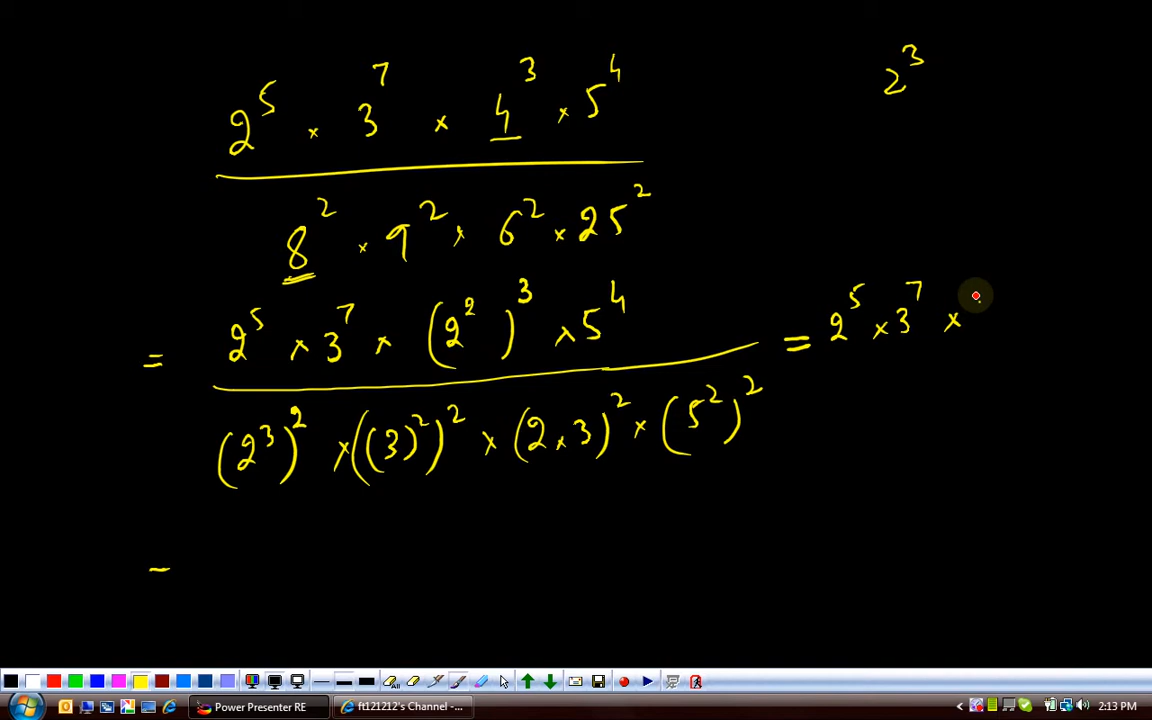 2^5 × 3^7 × 4^3 × 5^4
2^3
8^2 × 9^2 × 6^2 × 25^2
= 2^5 × 3^7 × (2^2)^3 × 5^4
= 2^5 × 3^7 ×
(2^3)^2 × ((3)^2)^2 × (2 × 3)^2 × (5^2)^2
-
Power Presenter RE
ft121212's Channel - ...
2:13 PM